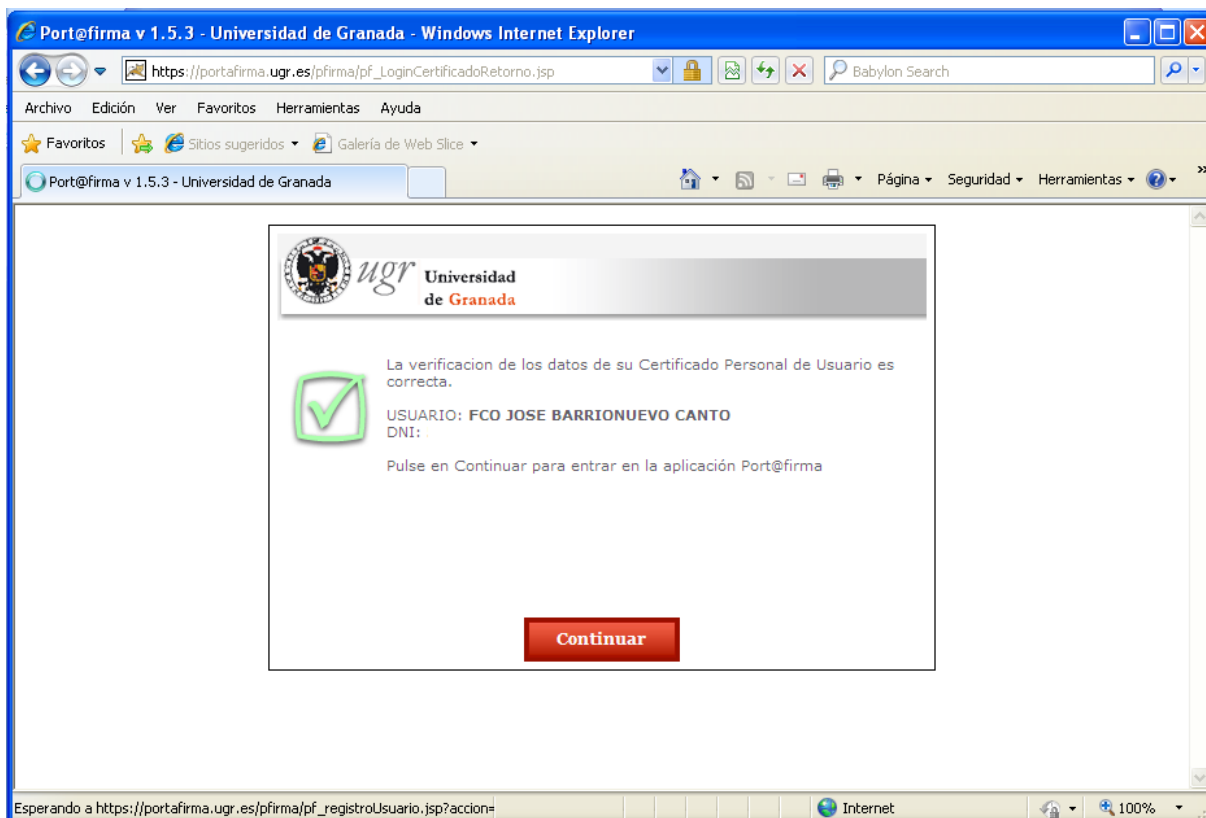 Port@firma v 1.5.3 - Universidad de Granada - Windows Internet Explorer
https://portafirma.ugr.es/pfirma/pf_LoginCertificadoRetorno.jsp
Babylon Search
Archivo Edición Ver Favoritos Herramientas Ayuda
Favoritos Sitios sugeridos Galería de Web Slice
Port@firma v 1.5.3 - Universidad de Granada
Página Seguridad Herramientas »
ugr Universidad
de Granada
La verificacion de los datos de su Certificado Personal de Usuario es
correcta.
USUARIO: FCO JOSE BARRIONUEVO CANTO
DNI:
Pulse en Continuar para entrar en la aplicación Port@firma
Continuar
Esperando a https://portafirma.ugr.es/pfirma/pf_registroUsuario.jsp?accion=
Internet
100%